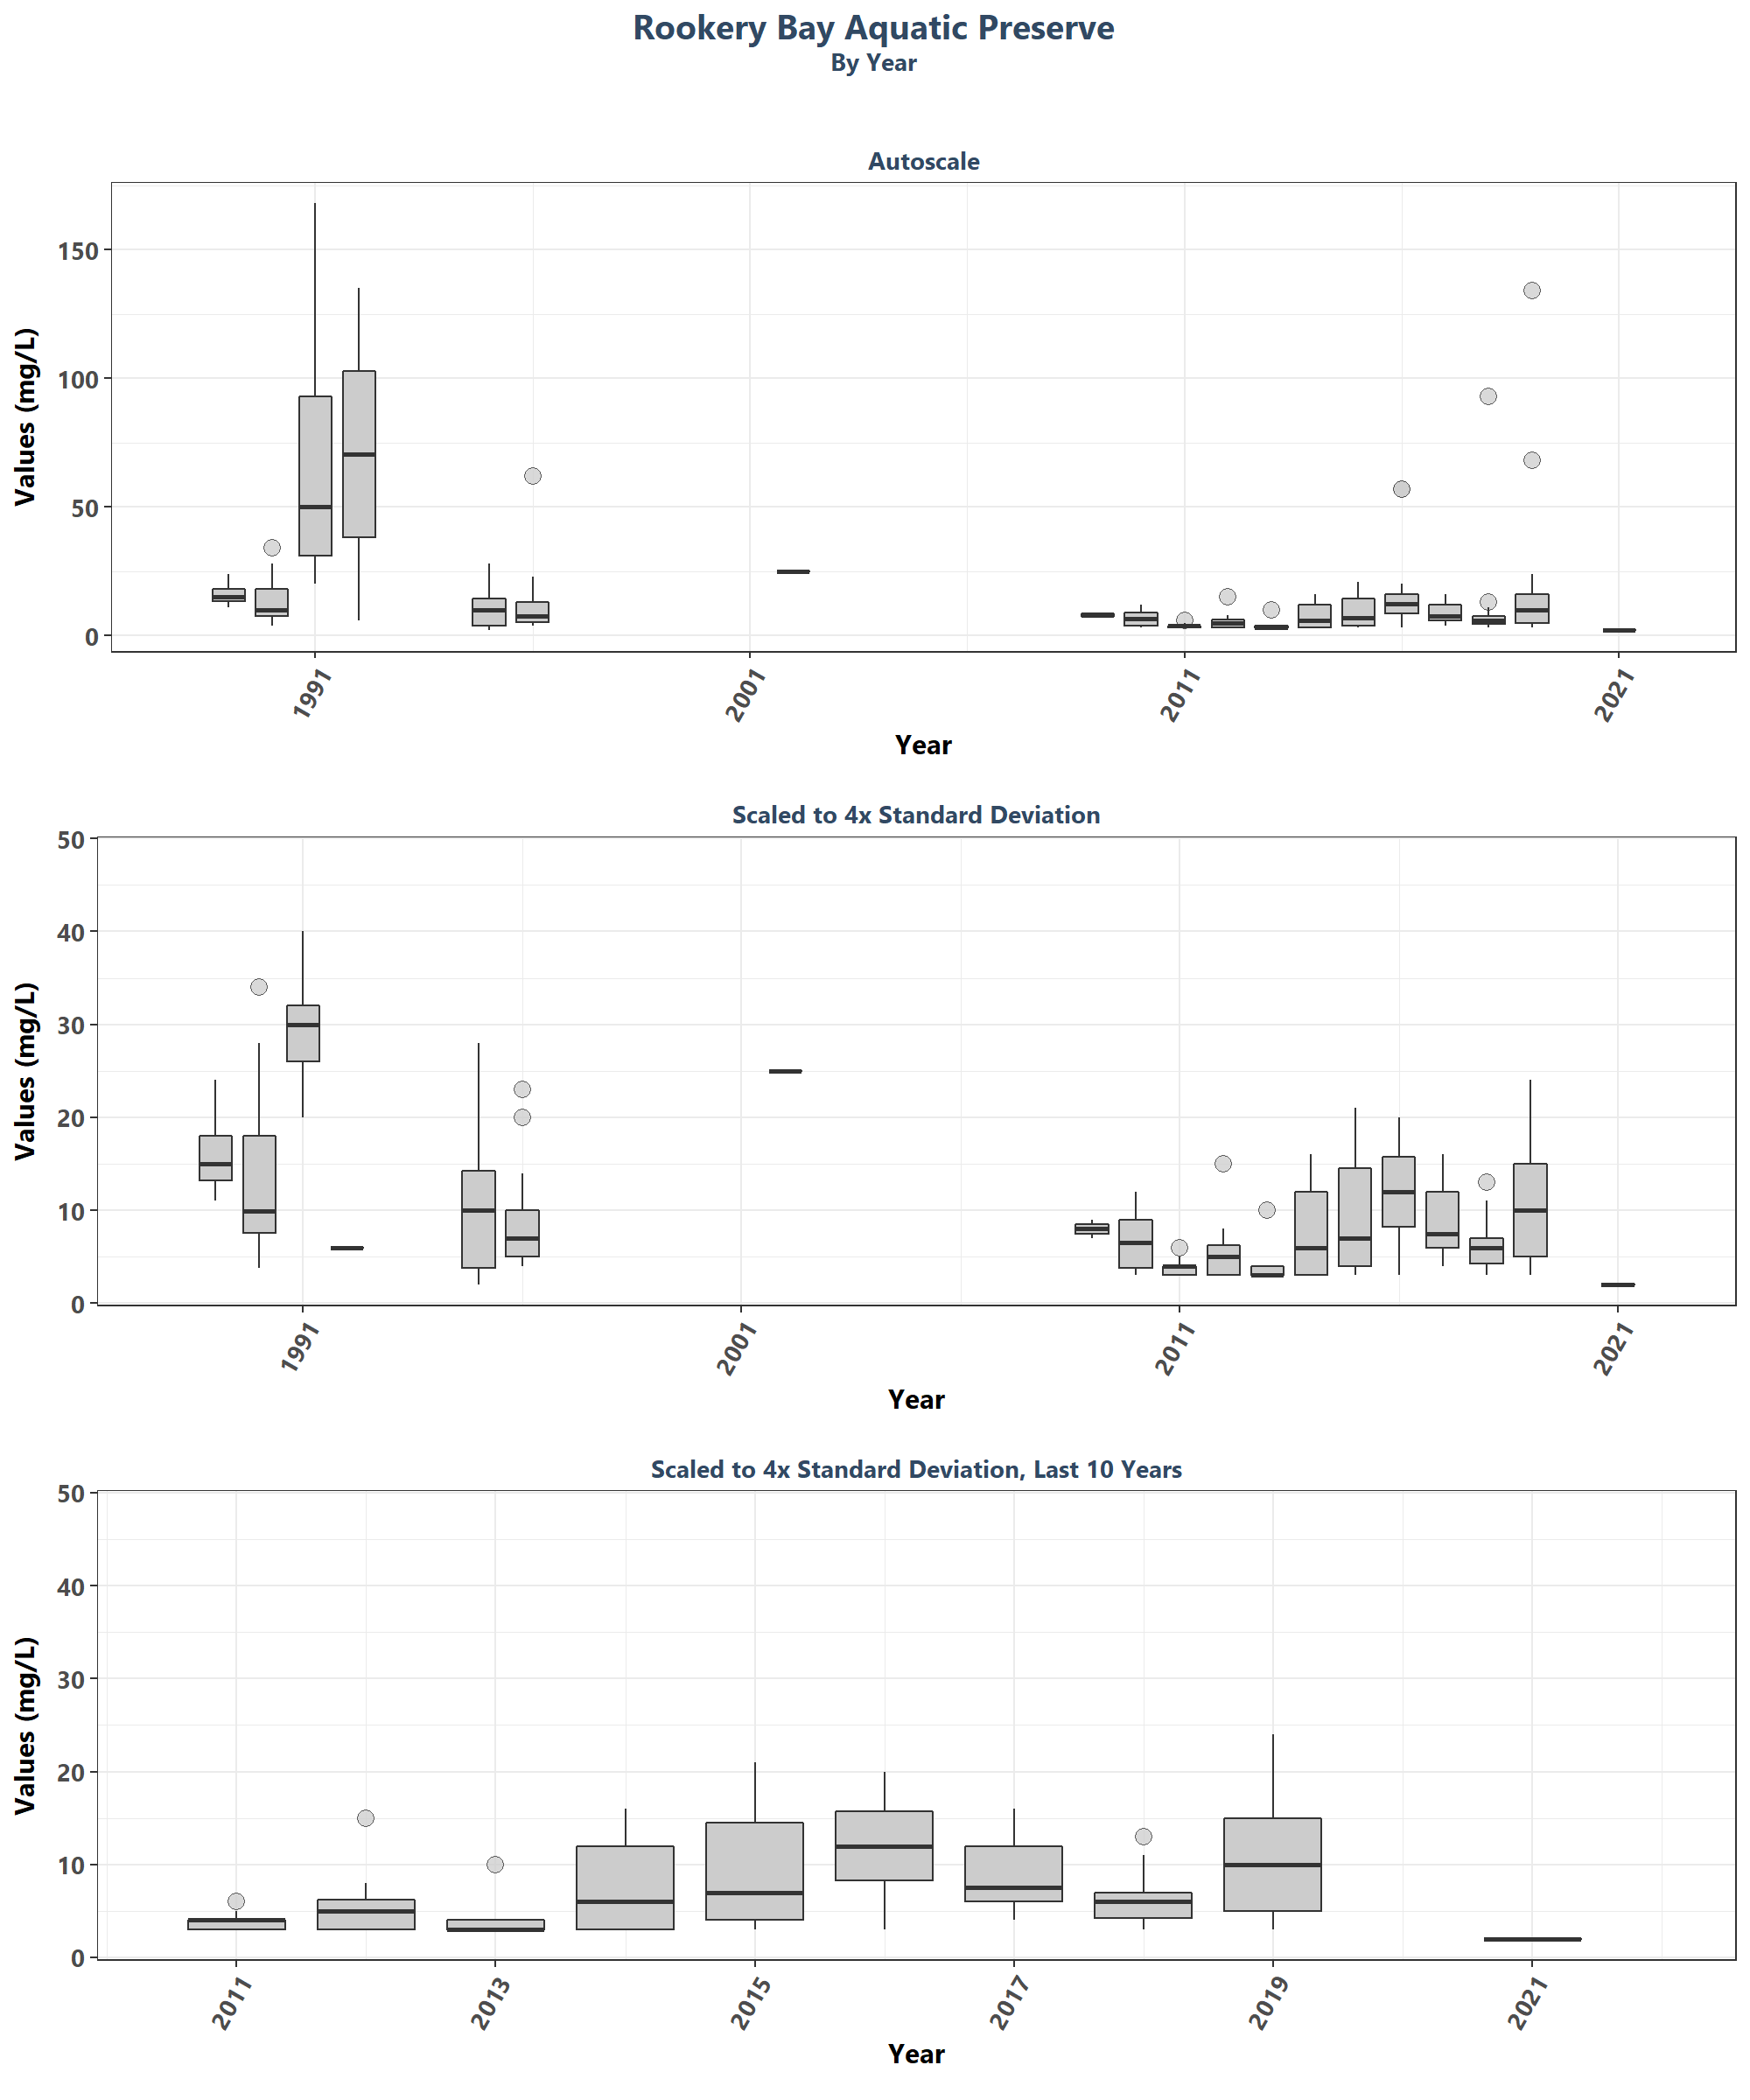 Rookery Bay Aquatic Preserve
By Year
Autoscale
Values (mg/L)
150
100
50
0
1991
2001
2011
2021
Year
Scaled to 4x Standard Deviation
Values (mg/L)
50
40
30
20
10
0
1991
2001
2011
2021
Year
Scaled to 4x Standard Deviation, Last 10 Years
Values (mg/L)
50
40
30
20
10
0
2011
2013
2015
2017
2019
2021
Year